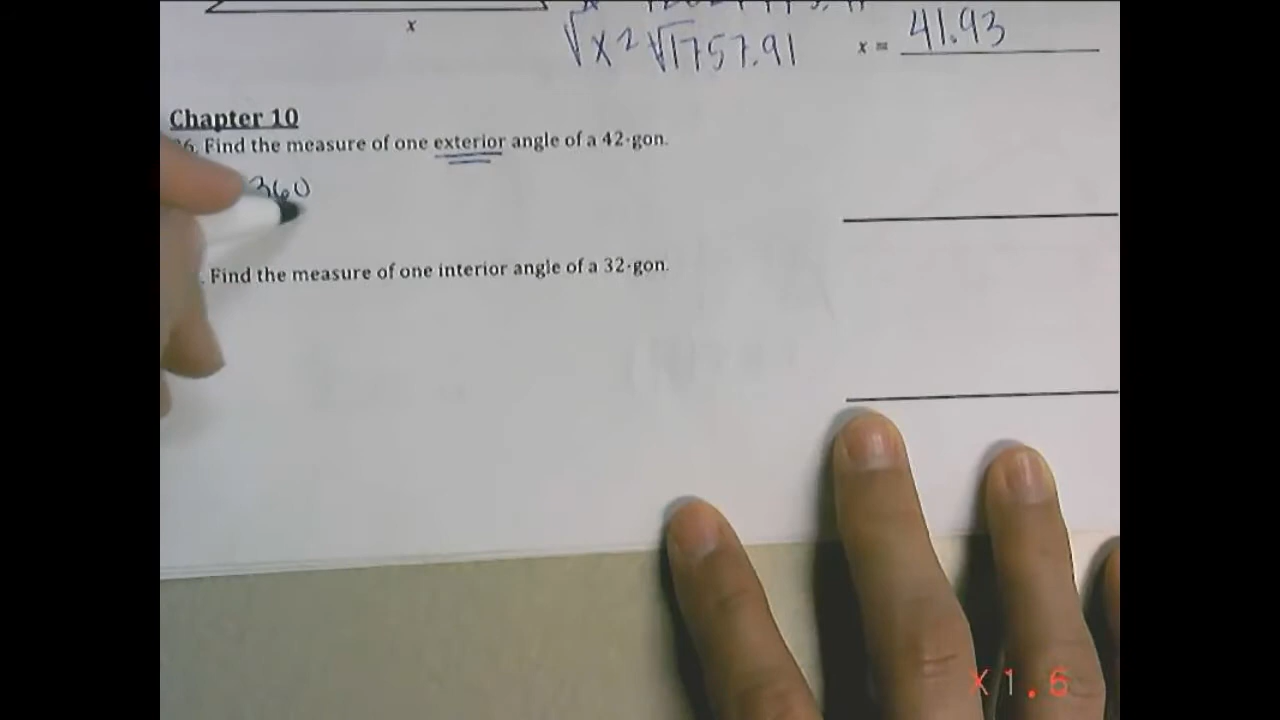 x
√x² √1757.91
x = 41.93
Chapter 10
6. Find the measure of one exterior angle of a 42-gon.
360
. Find the measure of one interior angle of a 32-gon.
X1.6